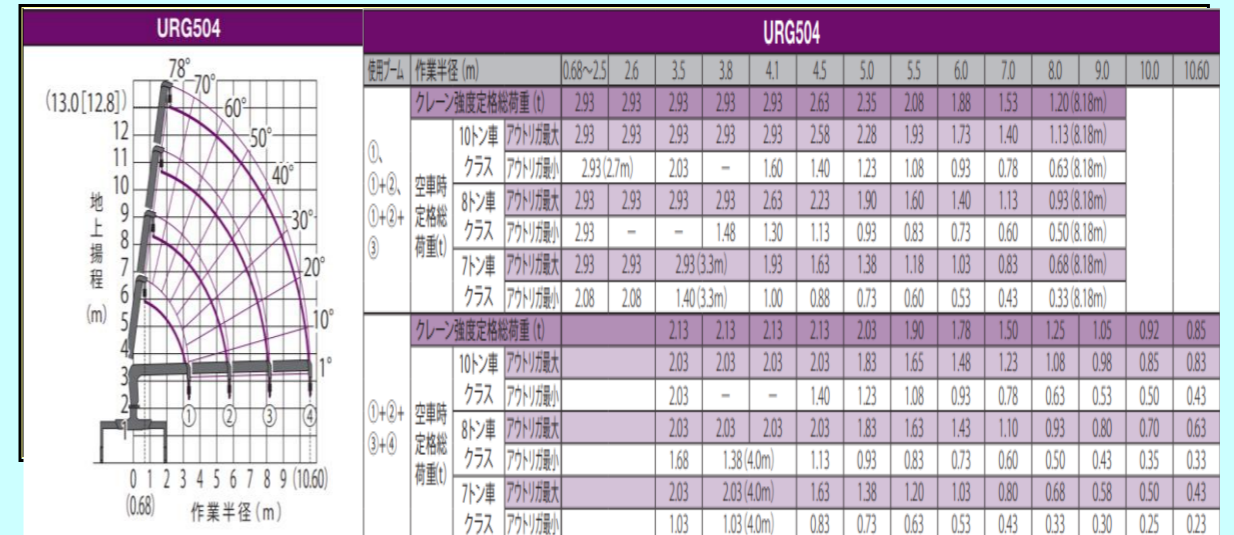 URG504
78°
70°
60°
50°
40°
30°
20°
10°
1°
(13.0[12.8])
12
11
10
9
8
7
6
5
4
3
2
1
地上揚程(m)
① ② ③ ④
0 1 2 3 4 5 6 7 8 9 (10.60)
(0.68)
作業半径(m)
URG504
使用ブーム 作業半径(m) 0.68~2.5 2.6 3.5 3.8 4.1 4.5 5.0 5.5 6.0 7.0 8.0 9.0 10.0 10.60
①、
①+②、
①+②+
③
クレーン強度定格総荷重(t) 2.93 2.93 2.93 2.93 2.93 2.63 2.35 2.08 1.88 1.53 1.20(8.18m)
空車時
定格総
荷重(t)
10トン車
クラス
アウトリガ最大 2.93 2.93 2.93 2.93 2.93 2.58 2.28 1.93 1.73 1.40 1.13(8.18m)
アウトリガ最小 2.93(2.7m) 2.03 - 1.60 1.40 1.23 1.08 0.93 0.78 0.63(8.18m)
8トン車
クラス
アウトリガ最大 2.93 2.93 2.93 2.93 2.63 2.23 1.90 1.60 1.40 1.13 0.93(8.18m)
アウトリガ最小 2.93 - - 1.48 1.30 1.13 0.93 0.83 0.73 0.60 0.50(8.18m)
7トン車
クラス
アウトリガ最大 2.93 2.93 2.93(3.3m) 1.93 1.63 1.38 1.18 1.03 0.83 0.68(8.18m)
アウトリガ最小 2.08 2.08 1.40(3.3m) 1.00 0.88 0.73 0.60 0.53 0.43 0.33(8.18m)
①+②+
③+④
クレーン強度定格総荷重(t) 2.13 2.13 2.13 2.13 2.03 1.90 1.78 1.50 1.25 1.05 0.92 0.85
空車時
定格総
荷重(t)
10トン車
クラス
アウトリガ最大 2.03 2.03 2.03 2.03 1.83 1.65 1.48 1.23 1.08 0.98 0.85 0.83
アウトリガ最小 2.03 - - 1.40 1.23 1.08 0.93 0.78 0.63 0.53 0.50 0.43
8トン車
クラス
アウトリガ最大 2.03 2.03 2.03 2.03 1.83 1.63 1.43 1.10 0.93 0.80 0.70 0.63
アウトリガ最小 1.68 1.38(4.0m) 1.13 0.93 0.83 0.73 0.60 0.50 0.43 0.35 0.33
7トン車
クラス
アウトリガ最大 2.03 2.03(4.0m) 1.63 1.38 1.20 1.03 0.80 0.68 0.58 0.50 0.43
アウトリガ最小 1.03 1.03(4.0m) 0.83 0.73 0.63 0.53 0.43 0.33 0.30 0.25 0.23